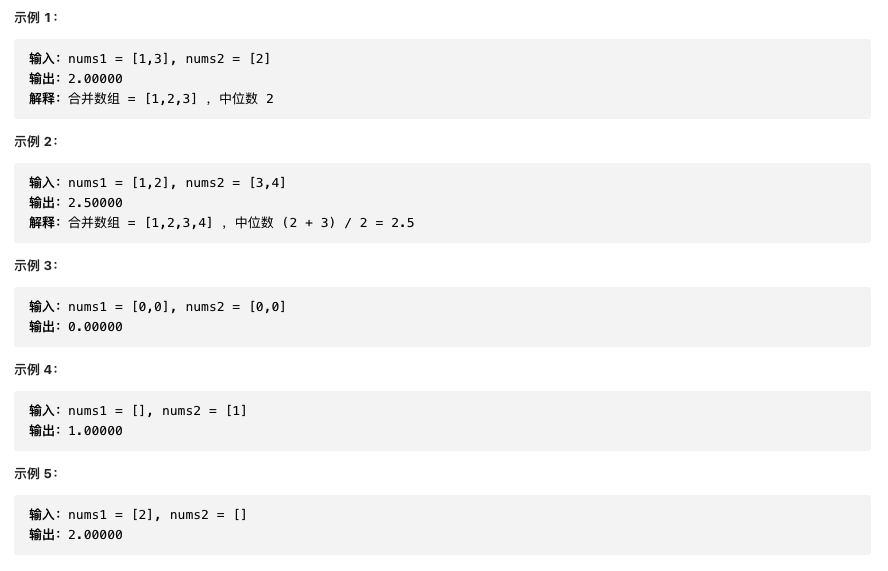 示例 1：
输入：nums1 = [1,3], nums2 = [2]
输出：2.00000
解释：合并数组 = [1,2,3] ，中位数 2
示例 2：
输入：nums1 = [1,2], nums2 = [3,4]
输出：2.50000
解释：合并数组 = [1,2,3,4] ，中位数 (2 + 3) / 2 = 2.5
示例 3：
输入：nums1 = [0,0], nums2 = [0,0]
输出：0.00000
示例 4：
输入：nums1 = [], nums2 = [1]
输出：1.00000
示例 5：
输入：nums1 = [2], nums2 = []
输出：2.00000